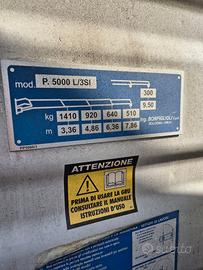 mod. P. 5000 L/3SI
300
9.50
kg 1410 920 640 510
m 3,36 4,86 6,36 7,86
BONFIGLIOLI
ATTENZIONE
PRIMA DI USARE LA GRU
CONSULTARE IL MANUALE
ISTRUZIONI D'USO
subito